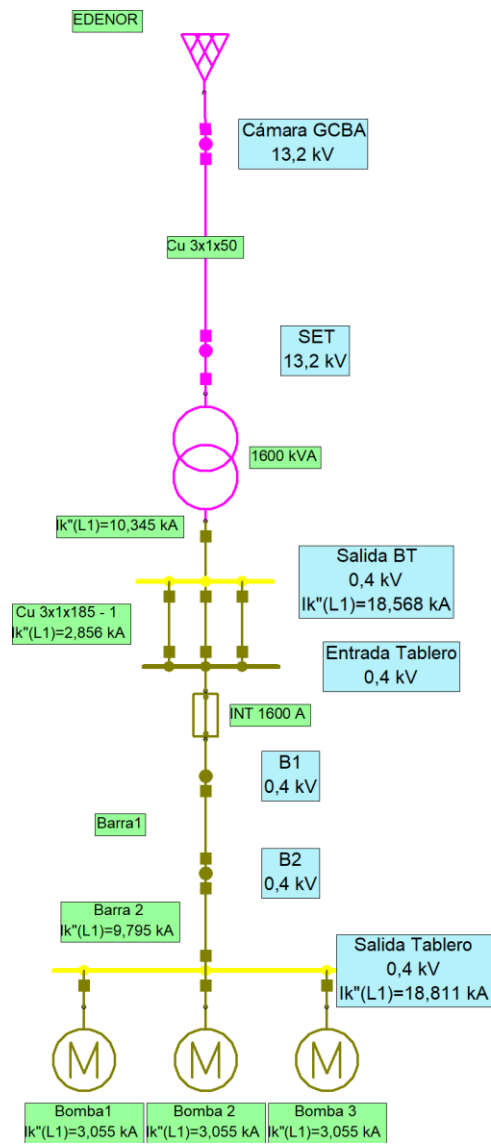 EDENOR
Cámara GCBA
13,2 kV
Cu 3x1x50
SET
13,2 kV
1600 kVA
Ik"(L1)=10,345 kA
Salida BT
0,4 kV
Ik"(L1)=18,568 kA
Cu 3x1x185 - 1
Ik"(L1)=2,856 kA
Entrada Tablero
0,4 kV
INT 1600 A
B1
0,4 kV
Barra1
B2
0,4 kV
Barra 2
Ik"(L1)=9,795 kA
Salida Tablero
0,4 kV
Ik"(L1)=18,811 kA
M
M
M
Bomba1
Ik"(L1)=3,055 kA
Bomba 2
Ik"(L1)=3,055 kA
Bomba 3
Ik"(L1)=3,055 kA